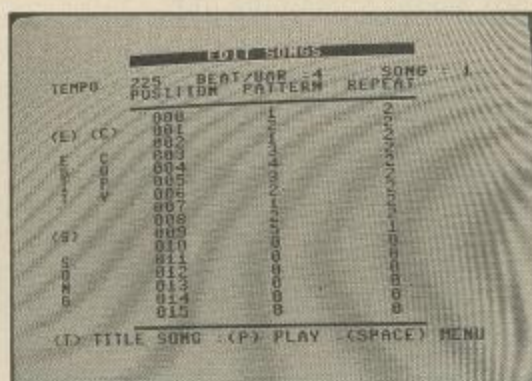 EDIT SONGS
TEMPO 225 BEAT/BAR =4 SONG = 1
POSITION PATTERN REPEAT
000 1 2
(E) (C) 001 2
002 2
E C 003 3 2
D O 004 4 2
I P 005 3 2
T Y 006 2 2
007 1 2
008 2 2
(S) 009 5 1
010 0 0
S 011 0 0
O 012 0 0
N 013 0 0
G 014 0 0
015 0 0
(T) TITLE SONG (P) PLAY (SPACE) MENU